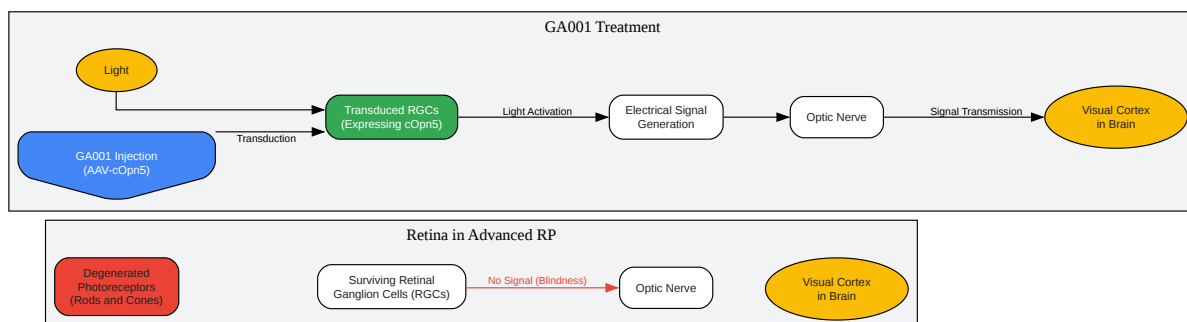 GA001 Treatment
Light
Transduced RGCs
(Expressing cOpn5)
Light Activation
Electrical Signal
Generation
Optic Nerve
Signal Transmission
Visual Cortex
in Brain
GA001 Injection
(AAV-cOpn5)
Transduction
Retina in Advanced RP
Degenerated
Photoreceptors
(Rods and Cones)
Surviving Retinal
Ganglion Cells (RGCs)
No Signal (Blindness)
Optic Nerve
Visual Cortex
in Brain